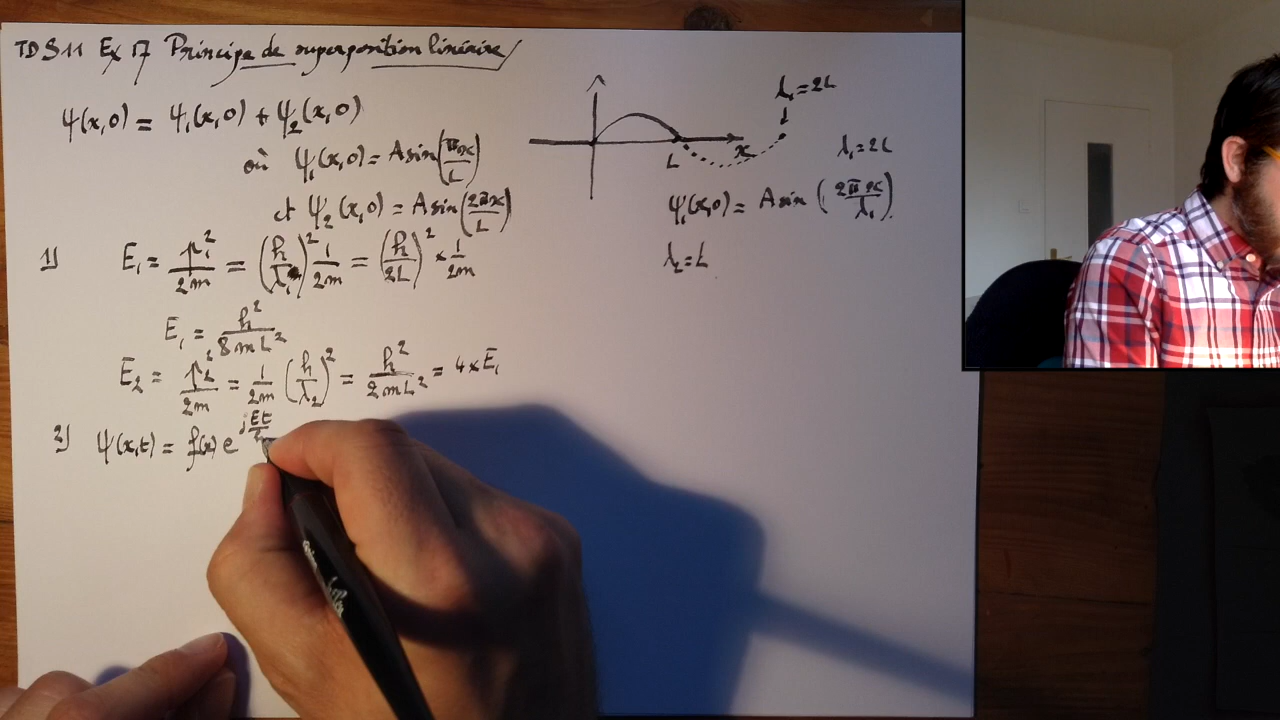 TD S11 Ex 17 Principe de superposition linéaire
ψ(x,0) = ψ₁(x,0) + ψ₂(x,0)
où ψ₁(x,0) = A sin(πx/L)
et ψ₂(x,0) = A sin(2πx/L)
1) E₁ = p₁²/2m = (h/λ₁)² 1/2m = (h/2L)² × 1/2m
E₁ = h²/8mL²
E₂ = p₂²/2m = 1/2m (h/λ₂)² = h²/2mL² = 4 × E₁
2) ψ(x,t) = f(x) e^jEt/
λ₁ = 2L
L
x
λ₁ = 2L
ψ₁(x,0) = A sin (2πx/λ₁)
λ₂ = L